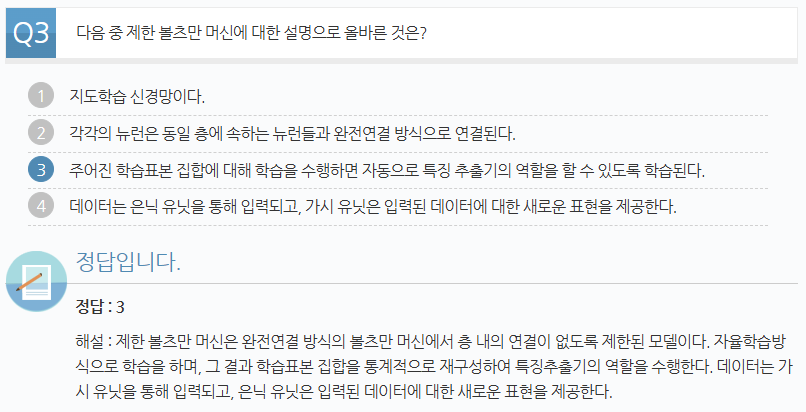 Q3 다음 중 제한 볼츠만 머신에 대한 설명으로 올바른 것은?
1 지도학습 신경망이다.
2 각각의 뉴런은 동일 층에 속하는 뉴런들과 완전연결 방식으로 연결된다.
3 주어진 학습표본 집합에 대해 학습을 수행하면 자동으로 특징 추출기의 역할을 할 수 있도록 학습된다.
4 데이터는 은닉 유닛을 통해 입력되고, 가시 유닛은 입력된 데이터에 대한 새로운 표현을 제공한다.
정답입니다.
정답 : 3
해설 : 제한 볼츠만 머신은 완전연결 방식의 볼츠만 머신에서 층 내의 연결이 없도록 제한된 모델이다. 자율학습방
식으로 학습을 하며, 그 결과 학습표본 집합을 통계적으로 재구성하여 특징추출기의 역할을 수행한다. 데이터는 가
시 유닛을 통해 입력되고, 은닉 유닛은 입력된 데이터에 대한 새로운 표현을 제공한다.